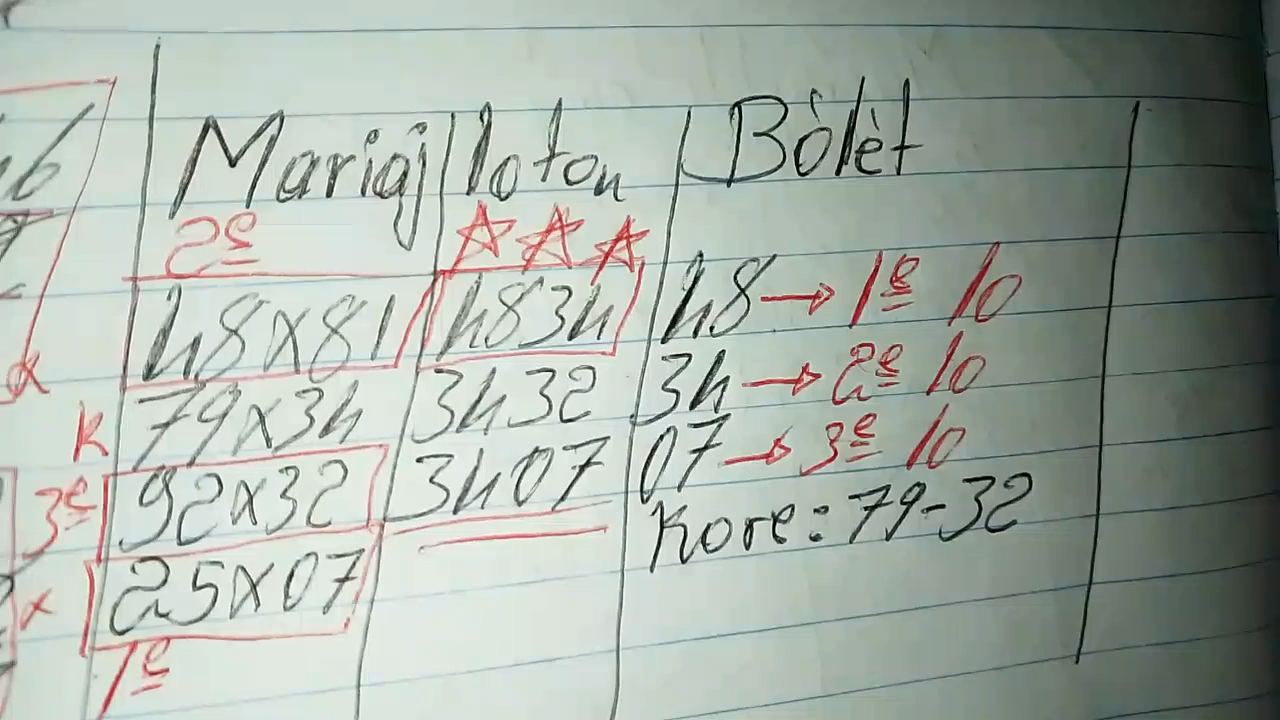 Mariaj loton Bòlèt
2e
48x81 4834 48→1e lo
K 79x34 3432 34→2e lo
3e 92x32 3407 07→3e lo
Kore: 79-32
x 25x07
1e